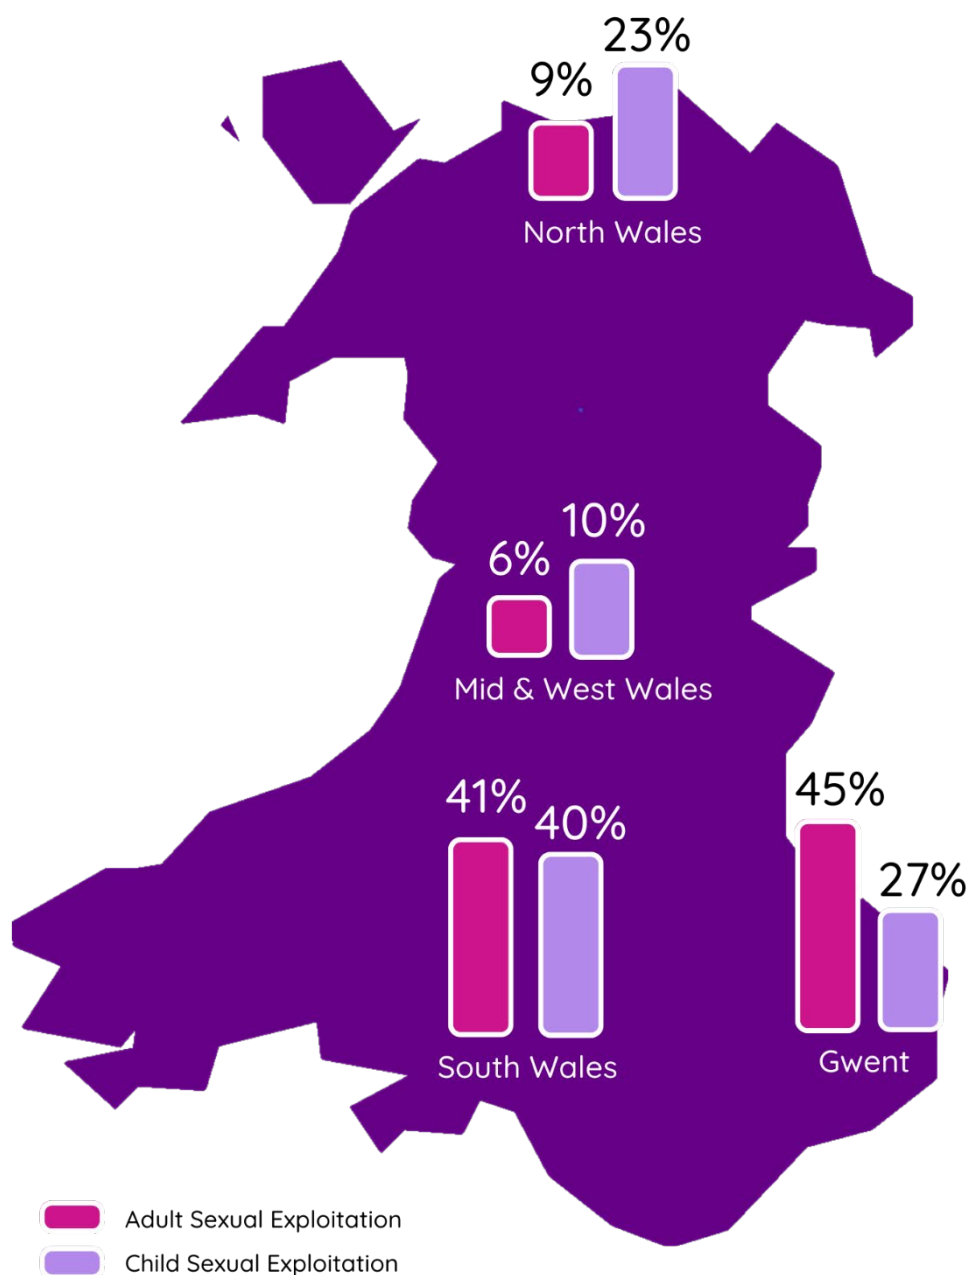 23%
9%
North Wales
10%
6%
Mid & West Wales
41%
40%
South Wales
45%
27%
Gwent
Adult Sexual Exploitation
Child Sexual Exploitation